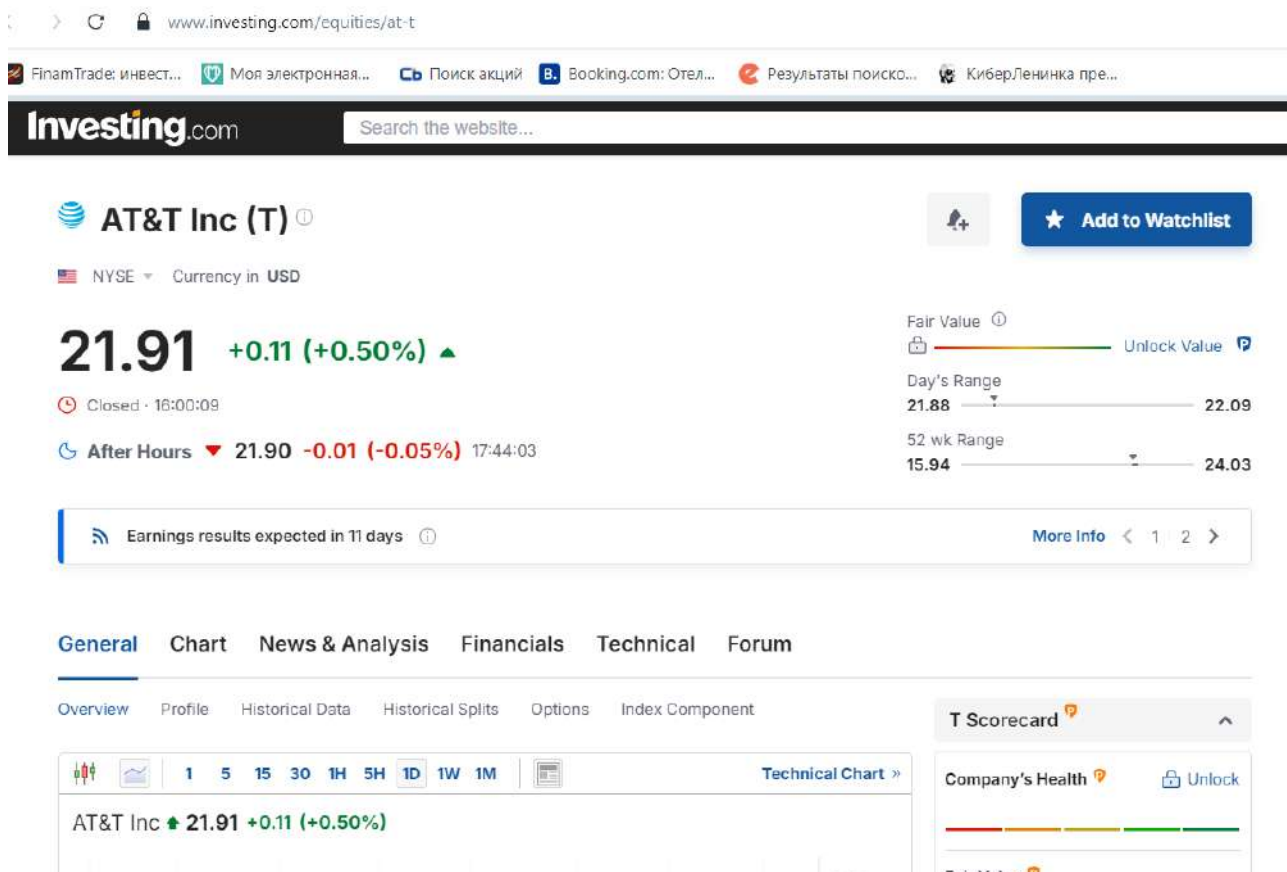 www.investing.com/equities/at-t
FinamTrade: инвест... Моя электронная... Сь Поиск акций B. Booking.com: Отел... Результаты поиско... КиберЛенинка пре...
Investing.com Search the website...
AT&T Inc (T)
Add to Watchlist
NYSE Currency in USD
Fair Value
21.91 +0.11 (+0.50%)
Unlock Value
Day's Range
Closed · 16:00:09
21.88 22.09
52 wk Range
After Hours 21.90 -0.01 (-0.05%) 17:44:03
15.94 24.03
Earnings results expected in 11 days
More Info 1 2
General Chart News & Analysis Financials Technical Forum
Overview Profile Historical Data Historical Splits Options Index Component
T Scorecard
1 5 15 30 1H 5H 1D 1W 1M Technical Chart »
Company's Health Unlock
AT&T Inc 21.91 +0.11 (+0.50%)